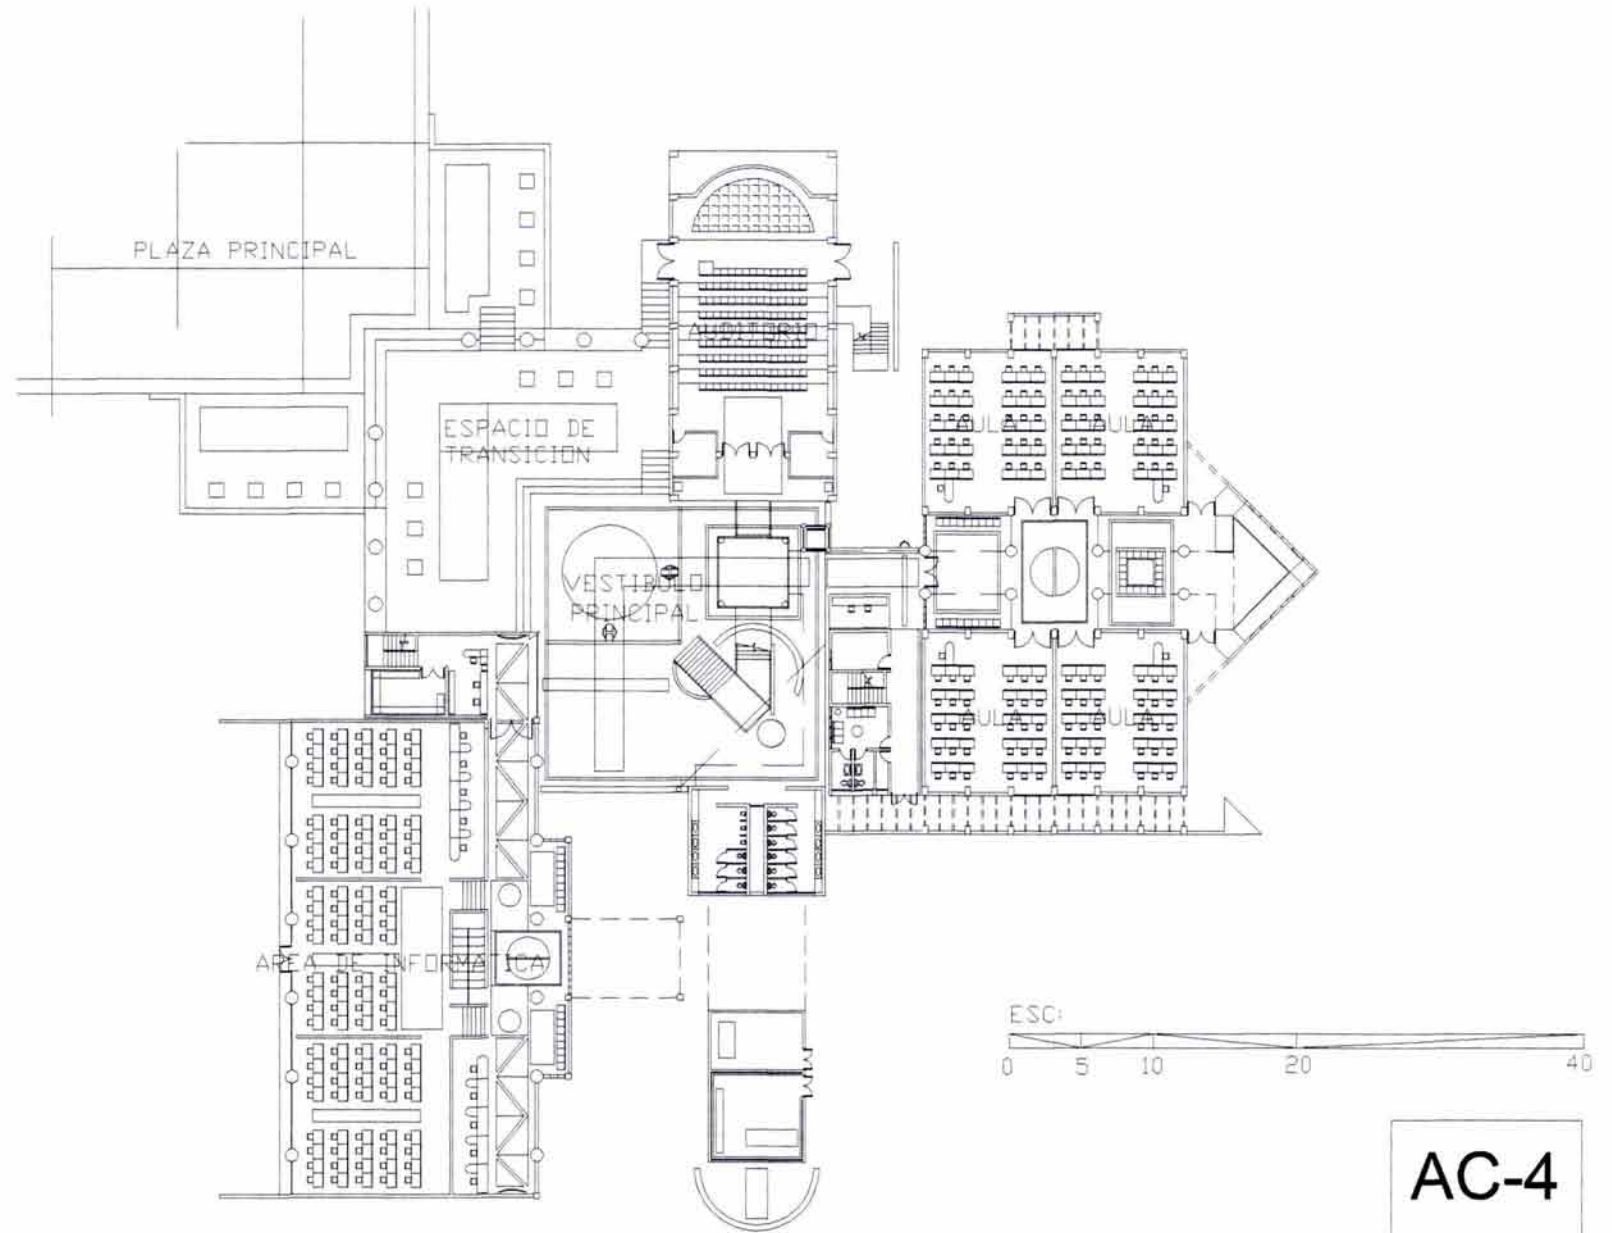 PLAZA PRINCIPAL
AUDITORIO
ESPACIO DE
TRANSICION
AULA
AULA
VESTIBULO
PRINCIPAL
AULA
AULA
AREA DE INFORMATICA
ESC:
0 5 10 20 40
AC-4